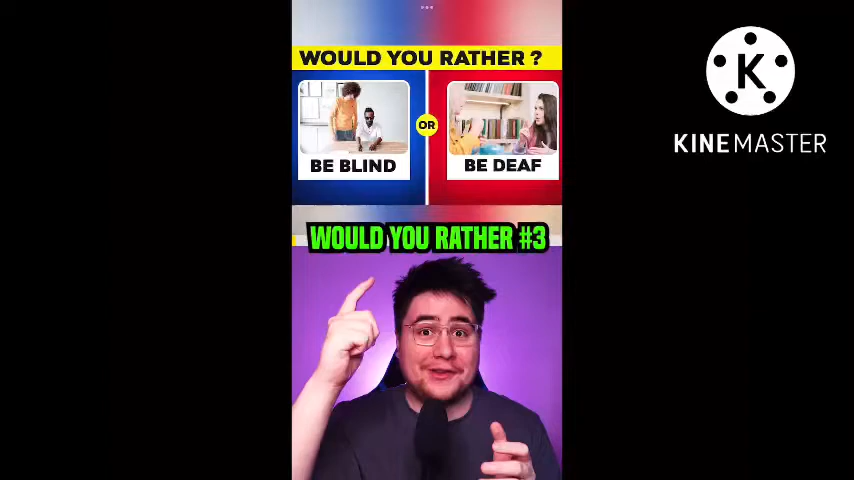 WOULD YOU RATHER ?
OR
BE BLIND
BE DEAF
WOULD YOU RATHER #3
K
KINEMASTER